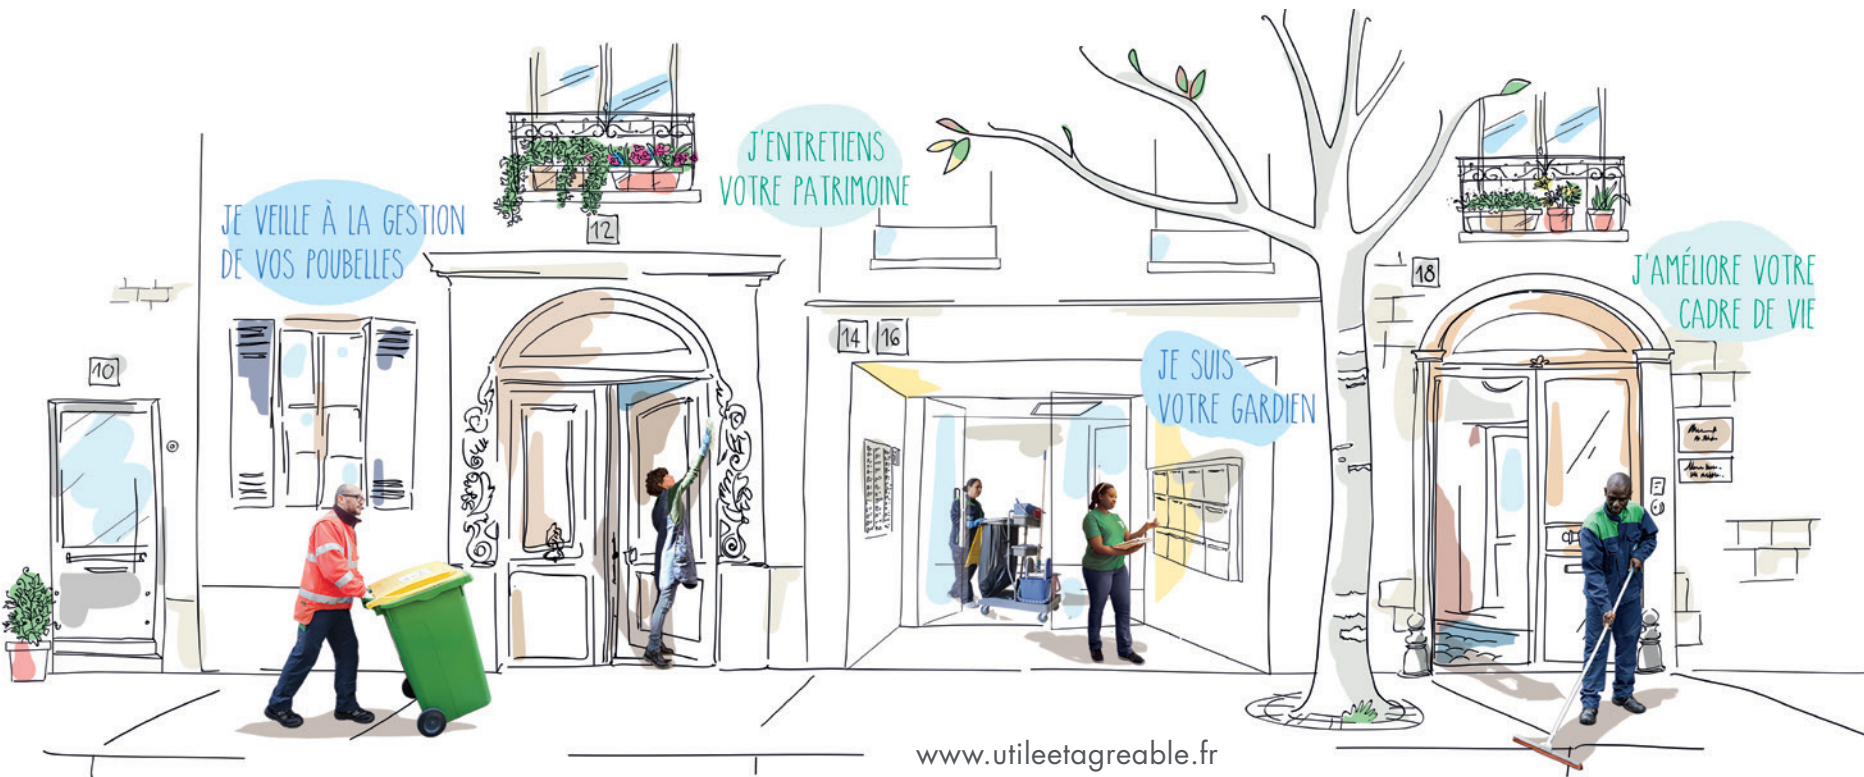 J'ENTRETIENS
VOTRE PATRIMOINE
JE VEILLE À LA GESTION
DE VOS POUBELLES
12
18
J'AMÉLIORE VOTRE
CADRE DE VIE
14 16
10
JE SUIS
VOTRE GARDIEN
www.utileetagreable.fr